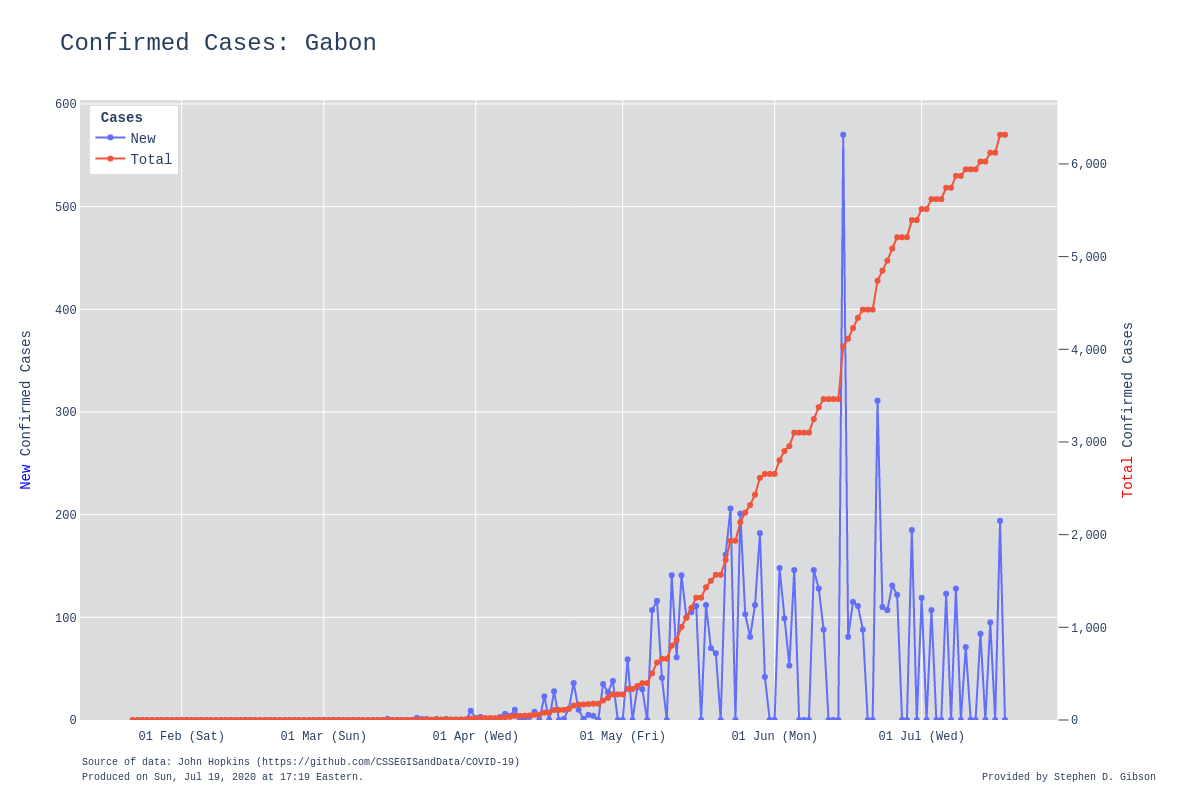 Confirmed Cases: Gabon
Cases
New
Total
600
500
400
300
200
100
0
6,000
5,000
4,000
3,000
2,000
1,000
0
New Confirmed Cases
Total Confirmed Cases
01 Feb (Sat)
01 Mar (Sun)
01 Apr (Wed)
01 May (Fri)
01 Jun (Mon)
01 Jul (Wed)
Source of data: John Hopkins (https://github.com/CSSEGISandData/COVID-19)
Produced on Sun, Jul 19, 2020 at 17:19 Eastern.
Provided by Stephen D. Gibson